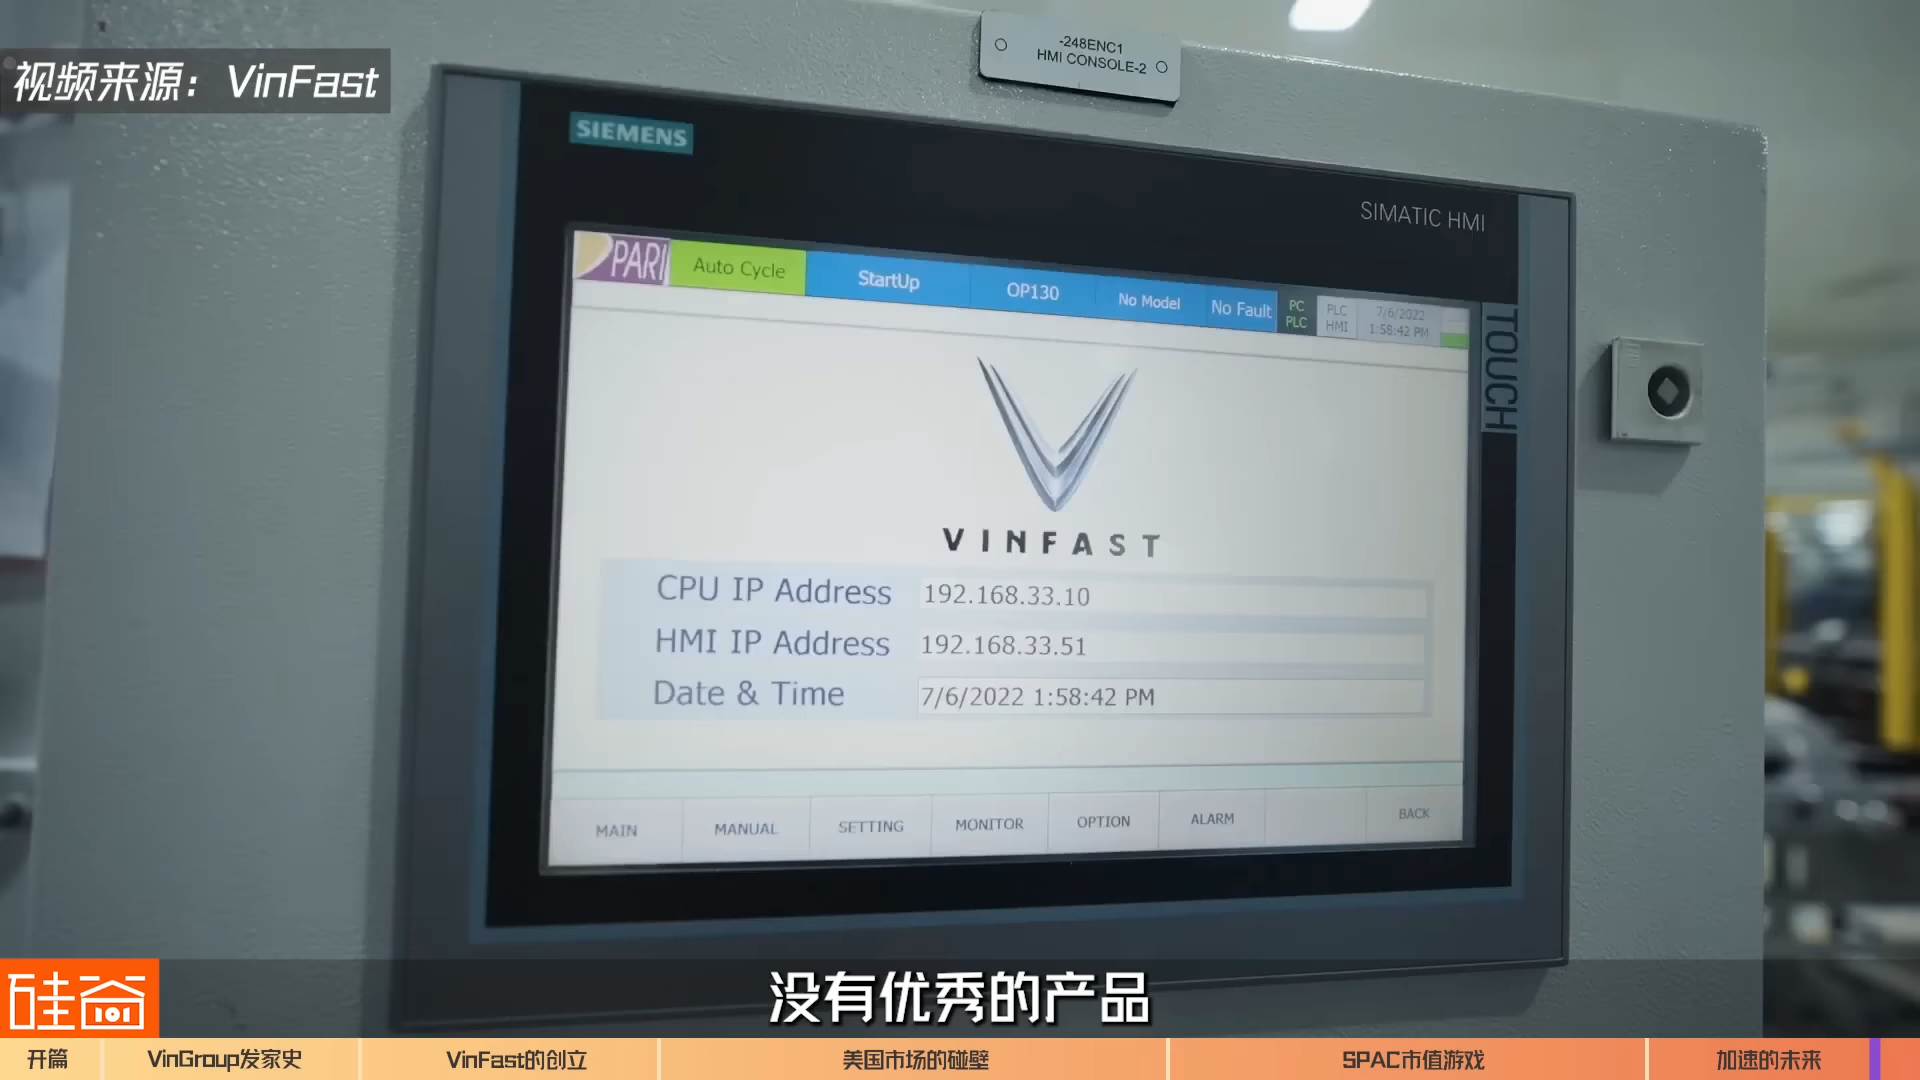 -248ENC1
HMI CONSOLE-2
视频来源：VinFast
SIEMENS
SIMATIC HMI
PARI
Auto Cycle
StartUp
OP130
No Model
No Fault
PC
PLC
PLC
HMI
7/6/2022
1:58:42 PM
TOUCH
VINFAST
CPU IP Address 192.168.33.10
HMI IP Address 192.168.33.51
Date & Time 7/6/2022 1:58:42 PM
MAIN MANUAL SETTING MONITOR OPTION ALARM BACK
没有优秀的产品
硅谷101
开篇 VinGroup发家史 VinFast的创立 美国市场的碰壁 SPAC市值游戏 加速的未来